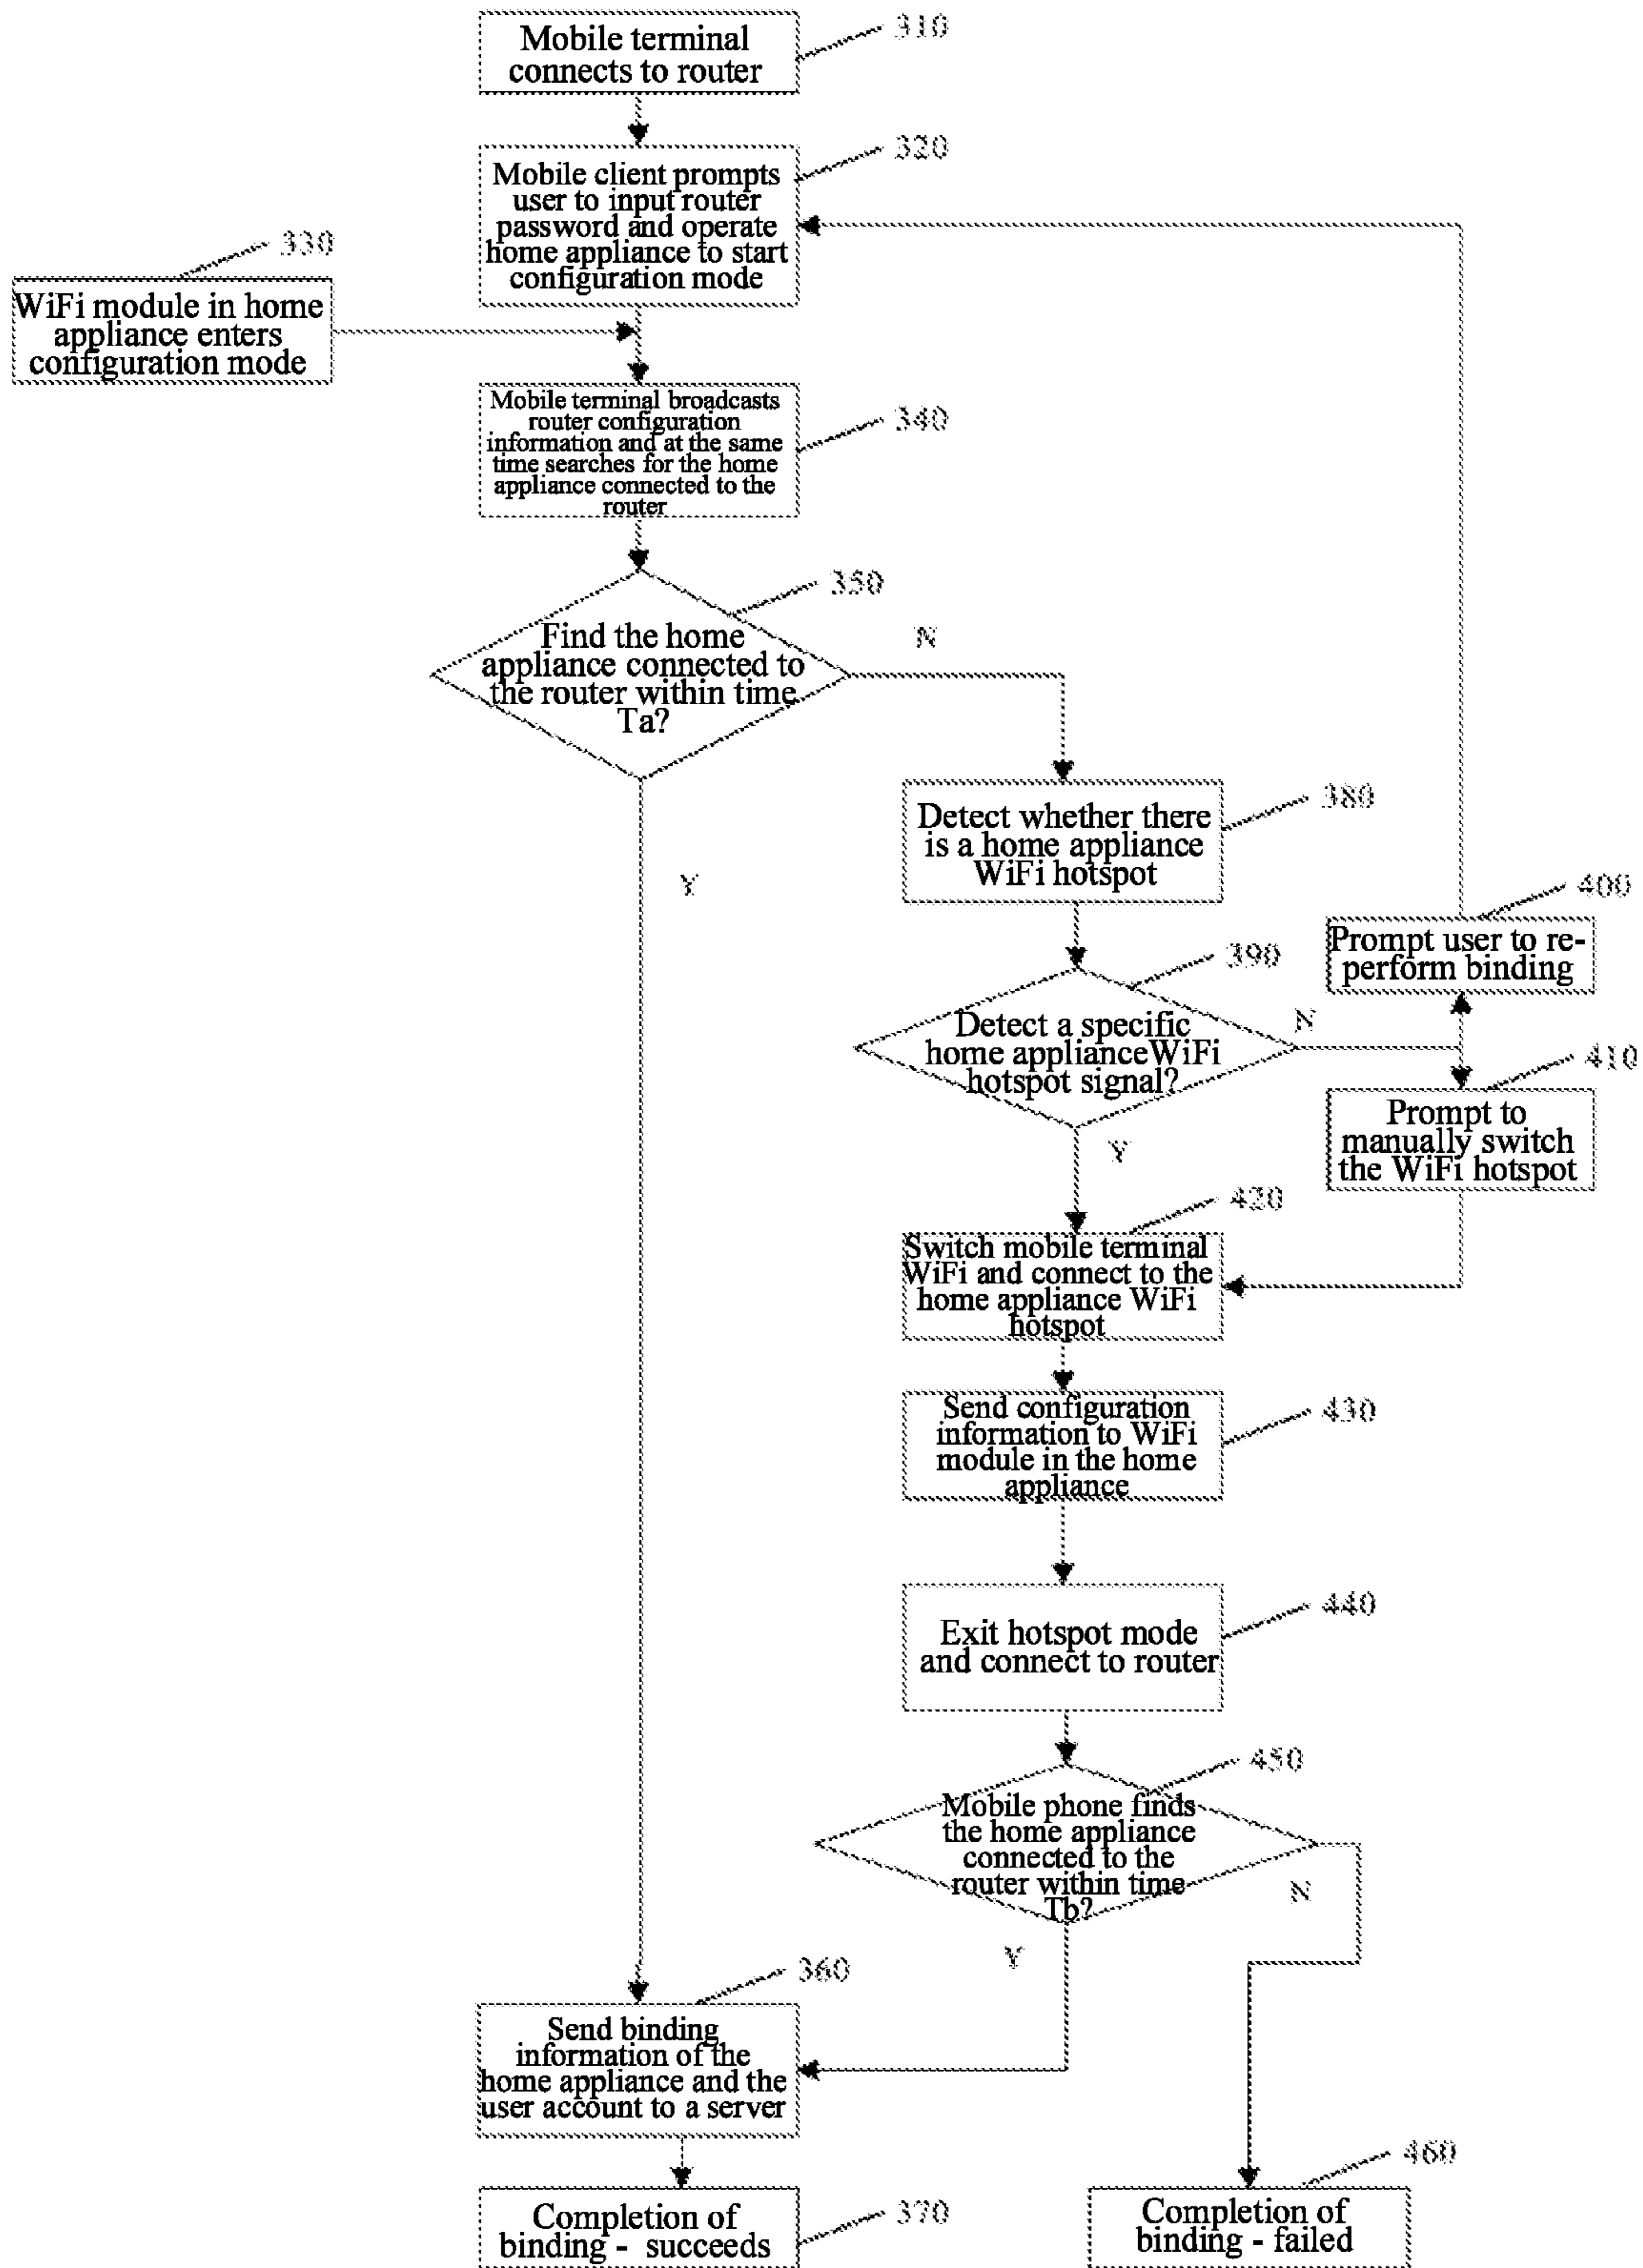 Mobile terminal
connects to router
310
Mobile client prompts
user to input router
password and operate
home appliance to start
configuration mode
320
330
WiFi module in home
appliance enters
configuration mode
Mobile terminal broadcasts
router configuration
information and at the same
time searches for the home
appliance connected to the
router
340
350
Find the home
appliance connected to
the router within time
Ta?
N
Y
Detect whether there
is a home appliance
WiFi hotspot
380
390
Detect a specific
home applianceWiFi
hotspot signal?
N
Y
400
Prompt user to re-
perform binding
410
Prompt to
manually switch
the WiFi hotspot
420
Switch mobile terminal
WiFi and connect to the
home appliance WiFi
hotspot
Send configuration
information to WiFi
module in the home
appliance
430
Exit hotspot mode
and connect to router
440
450
Mobile phone finds
the home appliance
connected to the
router within time
Tb?
N
Y
360
Send binding
information of the
home appliance and the
user account to a server
Completion of
binding - succeeds
370
460
Completion of
binding - failed